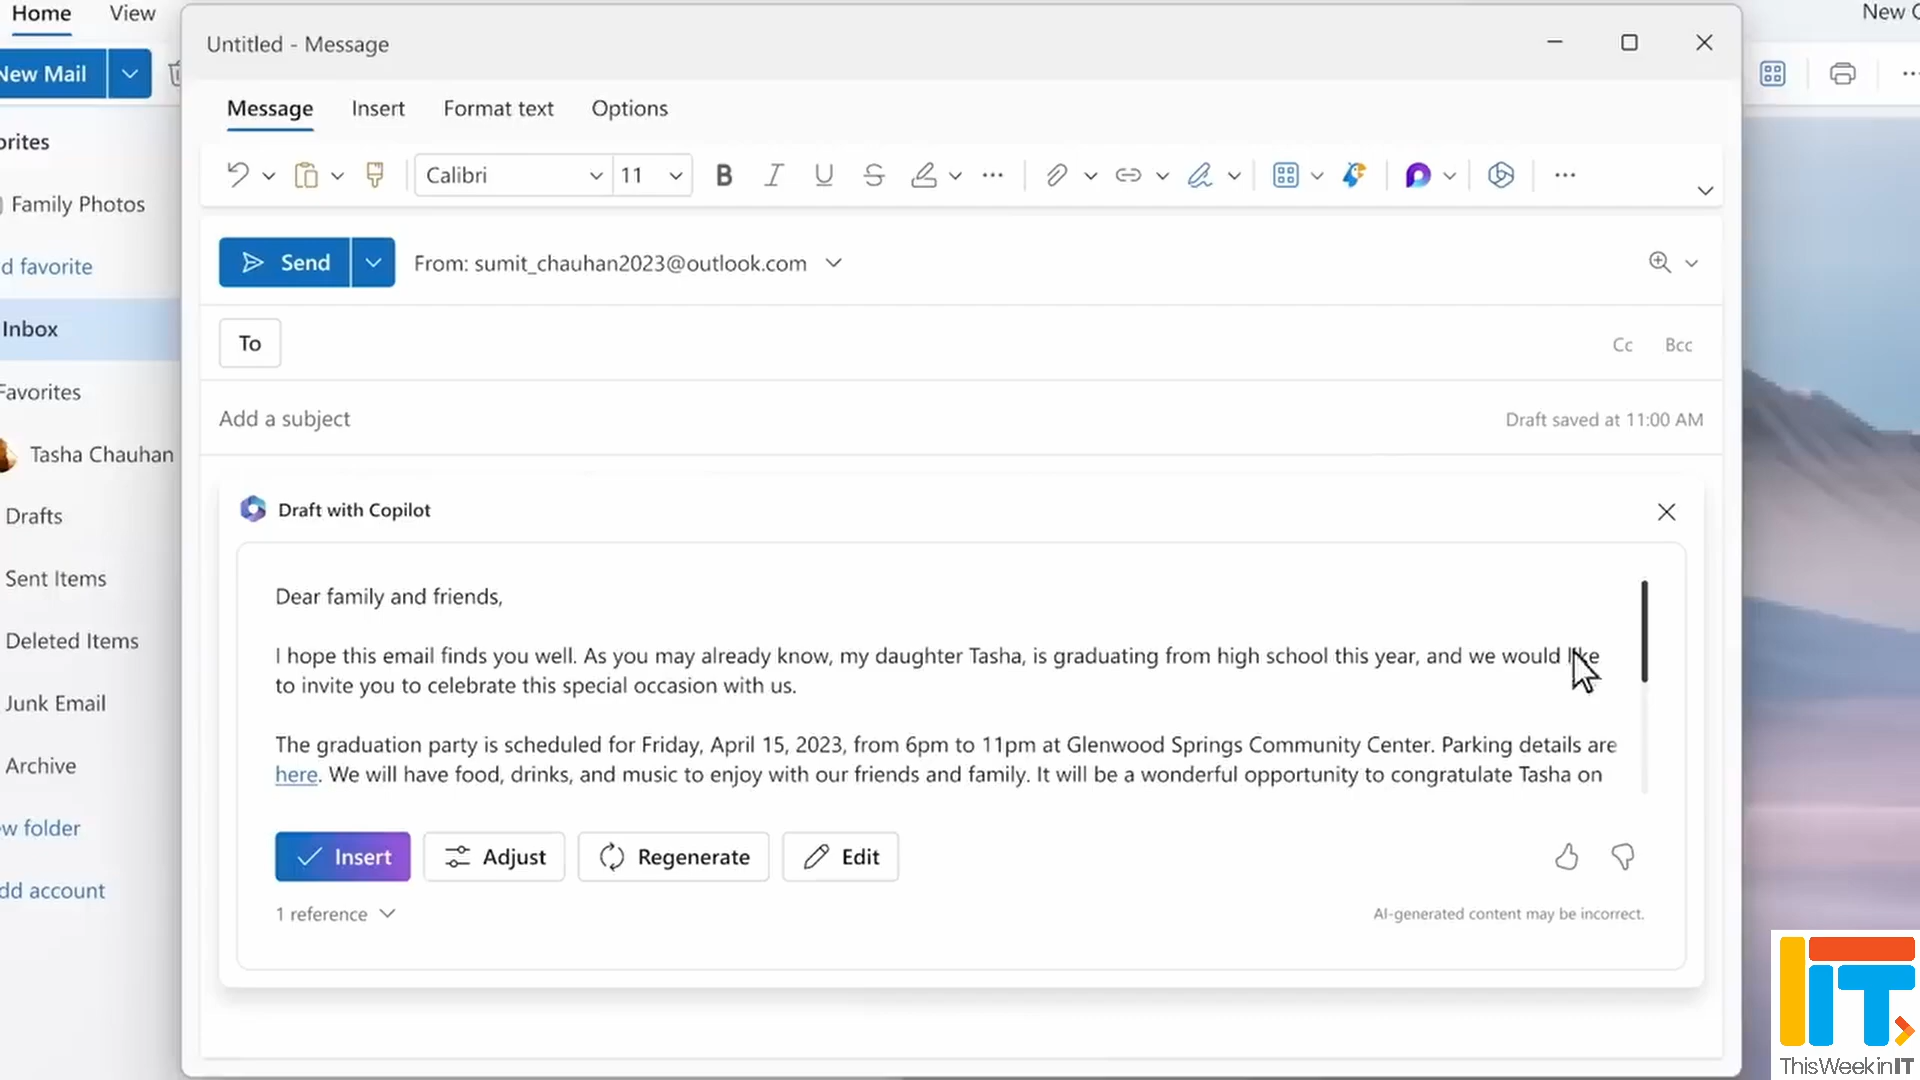 Home View
New C
New Mail
Untitled - Message
Message Insert Format text Options
Calibri 11
Send From: sumit_chauhan2023@outlook.com
To Cc Bcc
Add a subject Draft saved at 11:00 AM
orites
Family Photos
d favorite
Inbox
Favorites
Tasha Chauhan
Drafts
Sent Items
Deleted Items
Junk Email
Archive
w folder
dd account
Draft with Copilot
Dear family and friends,
I hope this email finds you well. As you may already know, my daughter Tasha, is graduating from high school this year, and we would like
to invite you to celebrate this special occasion with us.
The graduation party is scheduled for Friday, April 15, 2023, from 6pm to 11pm at Glenwood Springs Community Center. Parking details are
here. We will have food, drinks, and music to enjoy with our friends and family. It will be a wonderful opportunity to congratulate Tasha on
Insert Adjust Regenerate Edit
1 reference AI-generated content may be incorrect.
IT
ThisWeekinIT